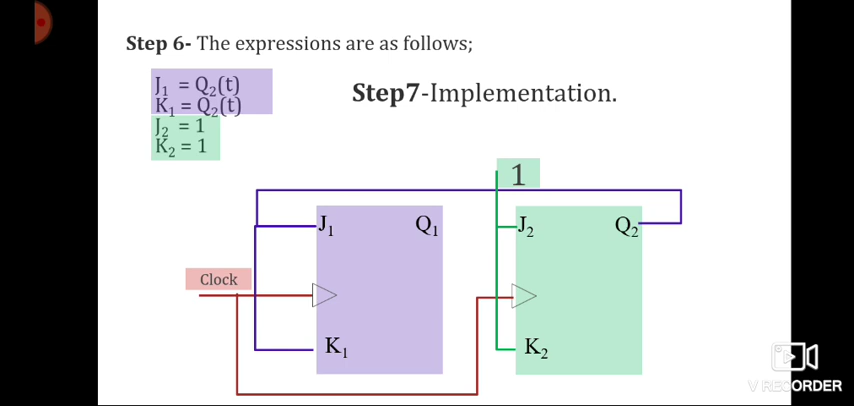 Step 6- The expressions are as follows;
J₁ = Q₂(t)
K₁ = Q₂(t)
J₂ = 1
K₂ = 1
Step7-Implementation.
1
J₁ Q₁
J₂ Q₂
Clock
K₁
K₂
V RECORDER